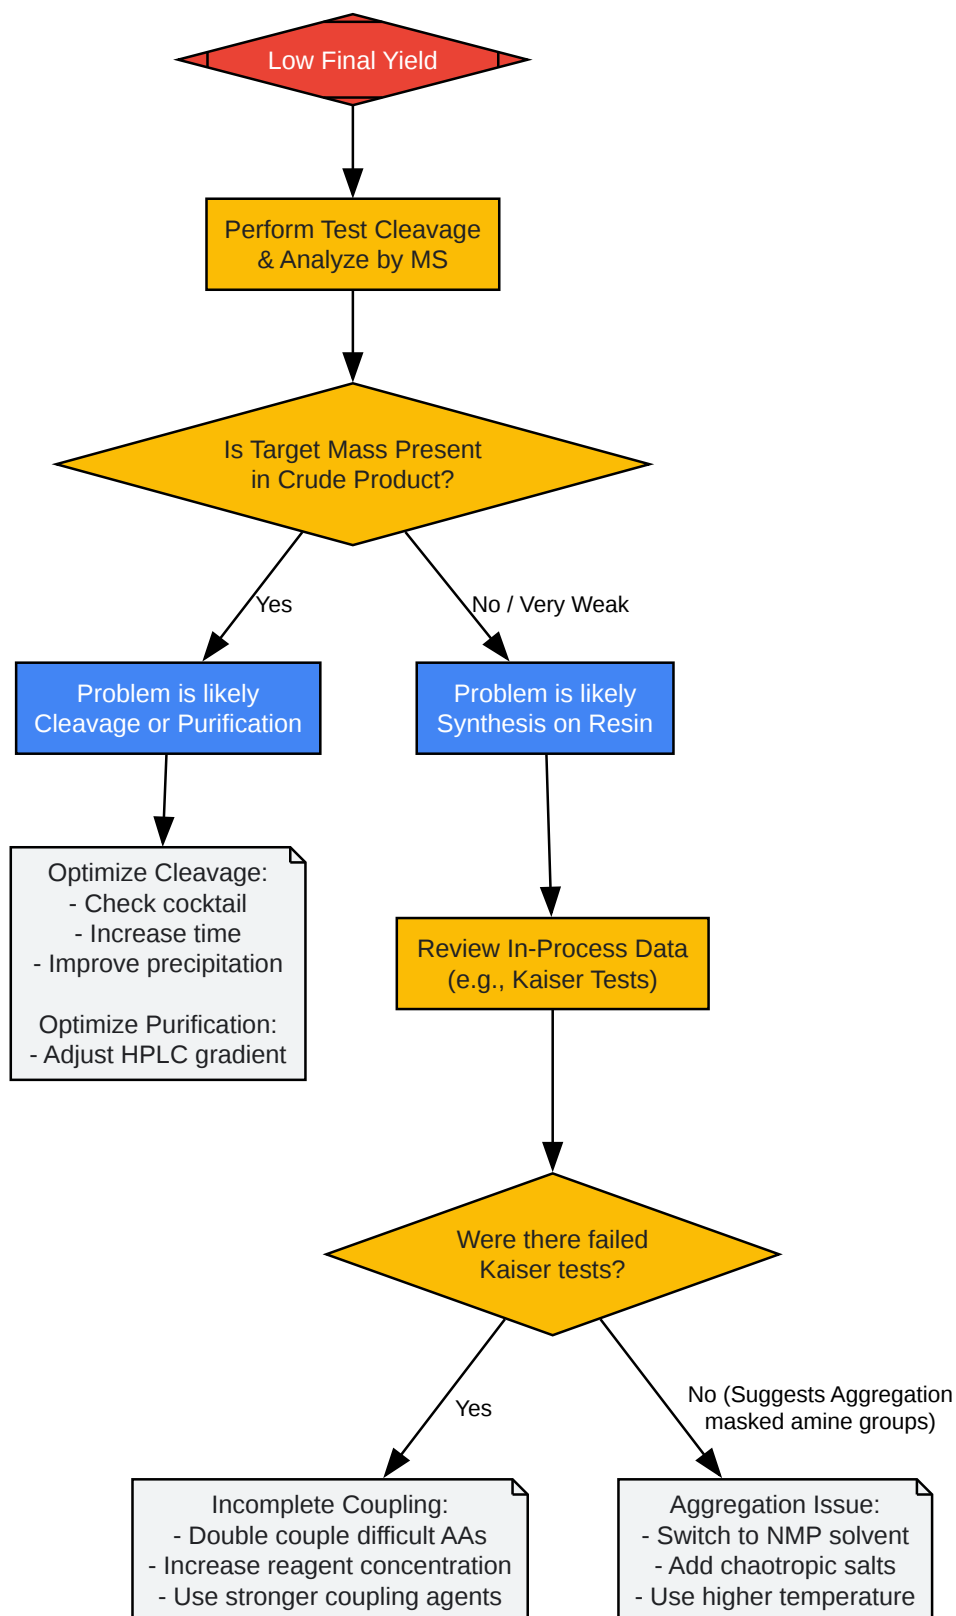 Low Final Yield
Perform Test Cleavage
& Analyze by MS
Is Target Mass Present
in Crude Product?
Yes
No / Very Weak
Problem is likely
Cleavage or Purification
Problem is likely
Synthesis on Resin
Optimize Cleavage:
- Check cocktail
- Increase time
- Improve precipitation
Optimize Purification:
- Adjust HPLC gradient
Review In-Process Data
(e.g., Kaiser Tests)
Were there failed
Kaiser tests?
Yes
No (Suggests Aggregation
masked amine groups)
Incomplete Coupling:
- Double couple difficult AAs
- Increase reagent concentration
- Use stronger coupling agents
Aggregation Issue:
- Switch to NMP solvent
- Add chaotropic salts
- Use higher temperature